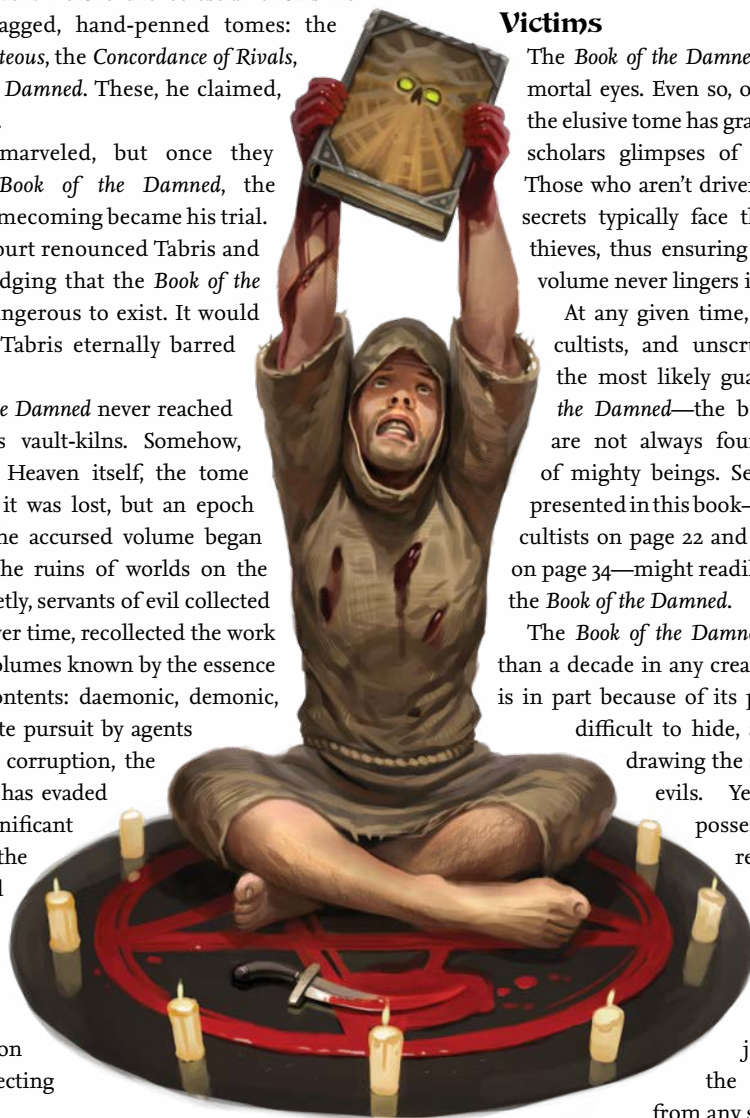 agged, hand-penned tomes: the
teous, the Concordance of Rivals,
Damned. These, he claimed,
marveled, but once they
Book of the Damned, the
mecoming became his trial.
ourt renounced Tabris and
dging that the Book of the
ngerous to exist. It would
Tabris eternally barred
e Damned never reached
s vault-kilns. Somehow,
Heaven itself, the tome
it was lost, but an epoch
ne accursed volume began
he ruins of worlds on the
etly, servants of evil collected
ver time, recollected the work
olumes known by the essence
ontents: daemonic, demonic,
te pursuit by agents
corruption, the
has evaded
nificant
the
on
ecting
Victims
The Book of the Damne
mortal eyes. Even so, o
the elusive tome has gra
scholars glimpses of
Those who aren't driver
secrets typically face th
thieves, thus ensuring
volume never lingers i
At any given time,
cultists, and unscru
the most likely gua
the Damned—the b
are not always fou
of mighty beings. Se
presented in this book—
cultists on page 22 and
on page 34—might readil
the Book of the Damned.
The Book of the Damne
than a decade in any crea
is in part because of its p
difficult to hide,
drawing the
evils. Ye
posse
re
j
the
from any s